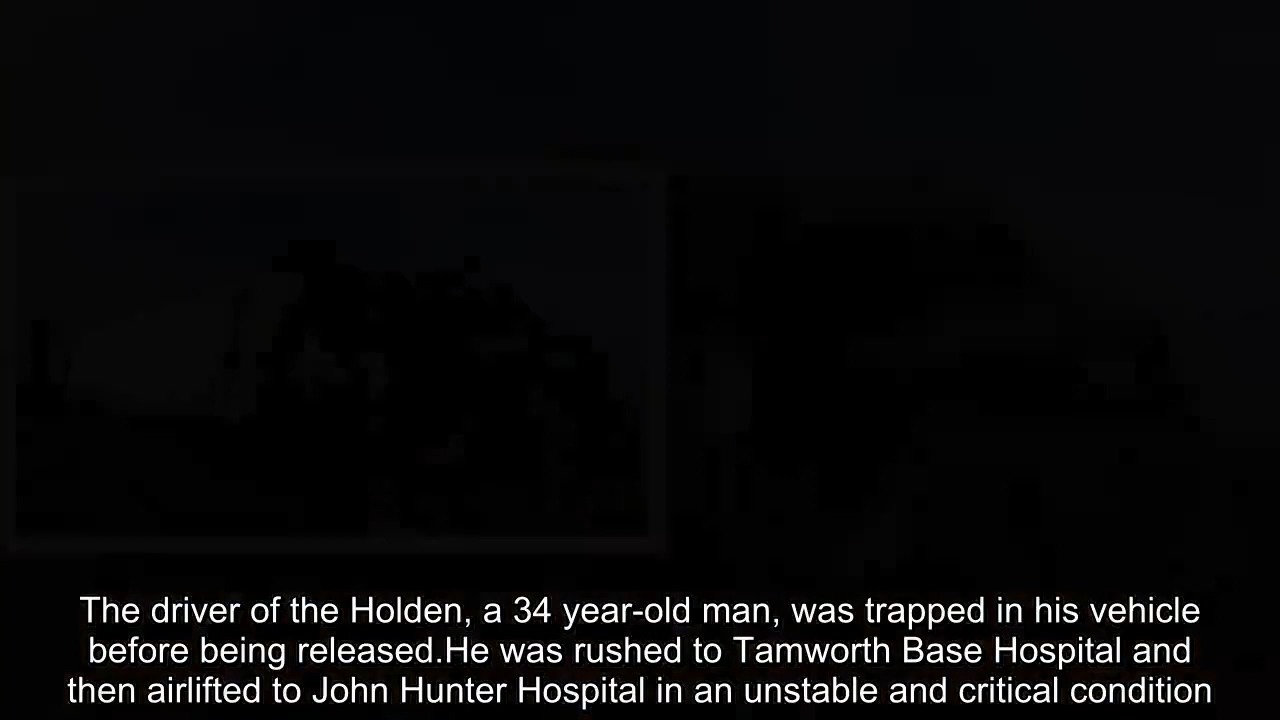 The driver of the Holden, a 34 year-old man, was trapped in his vehicle
before being released.He was rushed to Tamworth Base Hospital and
then airlifted to John Hunter Hospital in an unstable and critical condition